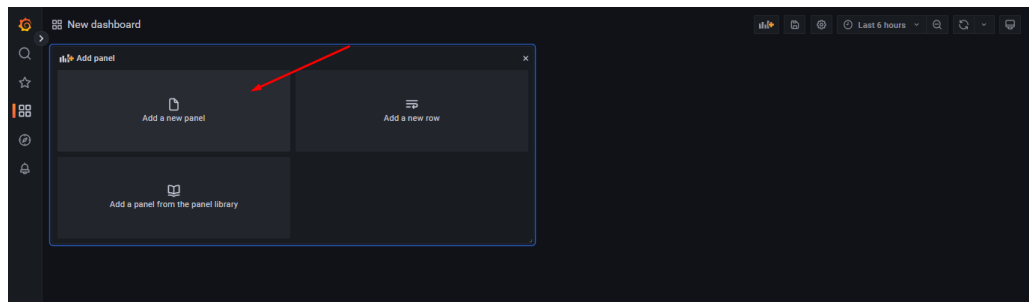 New dashboard
Last 6 hours
Add panel
Add a new panel
Add a new row
Add a panel from the panel library